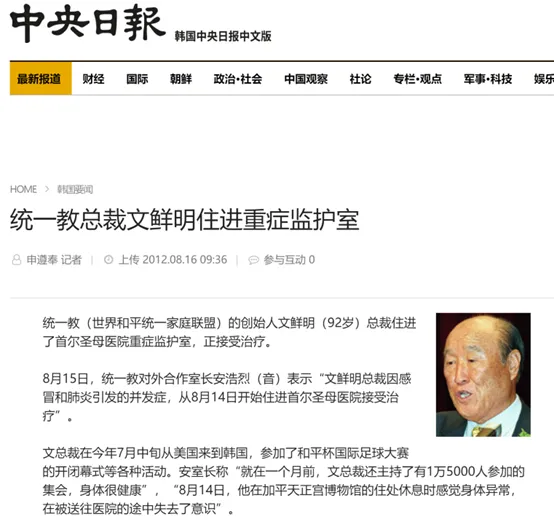 中央日報 韩国中央日报中文版
最新报道 财经 国际 朝鲜 政治·社会 中国观察 社论 专栏·观点 军事·科技 娱乐
HOME > 韩国要闻
统一教总裁文鲜明住进重症监护室
申遵奉 记者 | 上传 2012.08.16 09:36 | 参与互动 0
统一教（世界和平统一家庭联盟）的创始人文鲜明（92岁）总裁住进
了首尔圣母医院重症监护室，正接受治疗。
8月15日，统一教对外合作室长安浩烈（音）表示“文鲜明总裁因感
冒和肺炎引发的并发症，从8月14日开始住进首尔圣母医院接受治
疗”。
文总裁在今年7月中旬从美国来到韩国，参加了和平杯国际足球大赛
的开闭幕式等各种活动。安室长称“就在一个月前，文总裁还主持了有1万5000人参加的
集会，身体很健康”，“8月14日，他在加平天正宫博物馆的住处休息时感觉身体异常，
在被送往医院的途中失去了意识”。